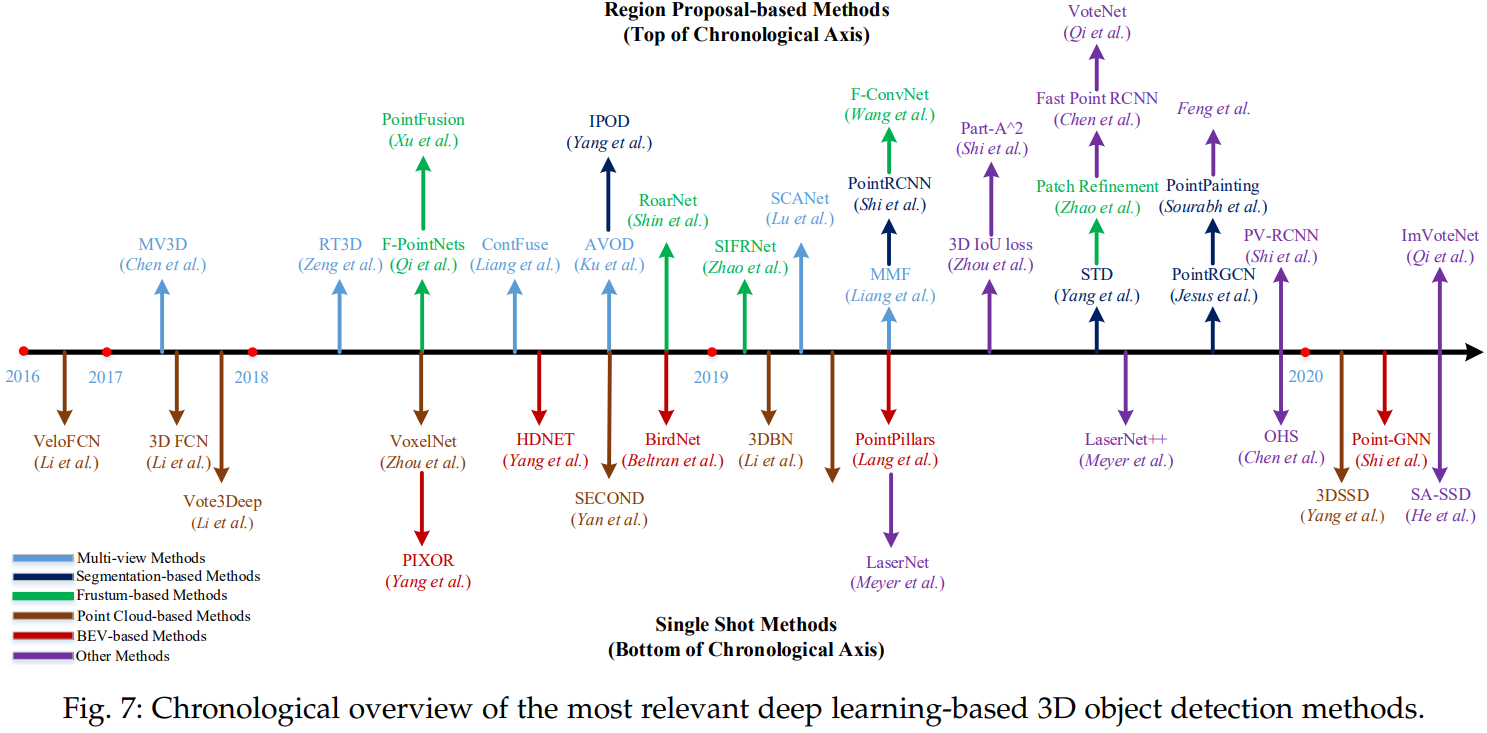 Region Proposal-based Methods
(Top of Chronological Axis)
VoteNet
(Qi et al.)
F-ConvNet
(Wang et al.)
Fast Point RCNN
(Chen et al.)
Feng et al.
PointFusion
(Xu et al.)
IPOD
(Yang et al.)
Part-A^2
(Shi et al.)
RoarNet
(Shin et al.)
SCANet
(Lu et al.)
PointRCNN
(Shi et al.)
Patch Refinement
(Zhao et al.)
PointPainting
(Sourabh et al.)
MV3D
(Chen et al.)
RT3D
(Zeng et al.)
F-PointNets
(Qi et al.)
ContFuse
(Liang et al.)
AVOD
(Ku et al.)
SIFRNet
(Zhao et al.)
MMF
(Liang et al.)
3D IoU loss
(Zhou et al.)
STD
(Yang et al.)
PointRGCN
(Jesus et al.)
PV-RCNN
(Shi et al.)
ImVoteNet
(Qi et al.)
2016
2017
2018
2019
2020
VeloFCN
(Li et al.)
3D FCN
(Li et al.)
Vote3Deep
(Li et al.)
VoxelNet
(Zhou et al.)
PIXOR
(Yang et al.)
HDNET
(Yang et al.)
SECOND
(Yan et al.)
BirdNet
(Beltran et al.)
3DBN
(Li et al.)
PointPillars
(Lang et al.)
LaserNet
(Meyer et al.)
LaserNet++
(Meyer et al.)
OHS
(Chen et al.)
3DSSD
(Yang et al.)
Point-GNN
(Shi et al.)
SA-SSD
(He et al.)
Multi-view Methods
Segmentation-based Methods
Frustum-based Methods
Point Cloud-based Methods
BEV-based Methods
Other Methods
Single Shot Methods
(Bottom of Chronological Axis)
Fig. 7: Chronological overview of the most relevant deep learning-based 3D object detection methods.